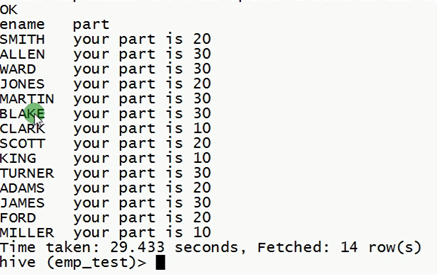 OK
ename part
SMITH your part is 20
ALLEN your part is 30
WARD your part is 30
JONES your part is 20
MARTIN your part is 30
BLAKE your part is 30
CLARK your part is 10
SCOTT your part is 20
KING your part is 10
TURNER your part is 30
ADAMS your part is 20
JAMES your part is 30
FORD your part is 20
MILLER your part is 10
Time taken: 29.433 seconds, Fetched: 14 row(s)
hive (emp_test)>